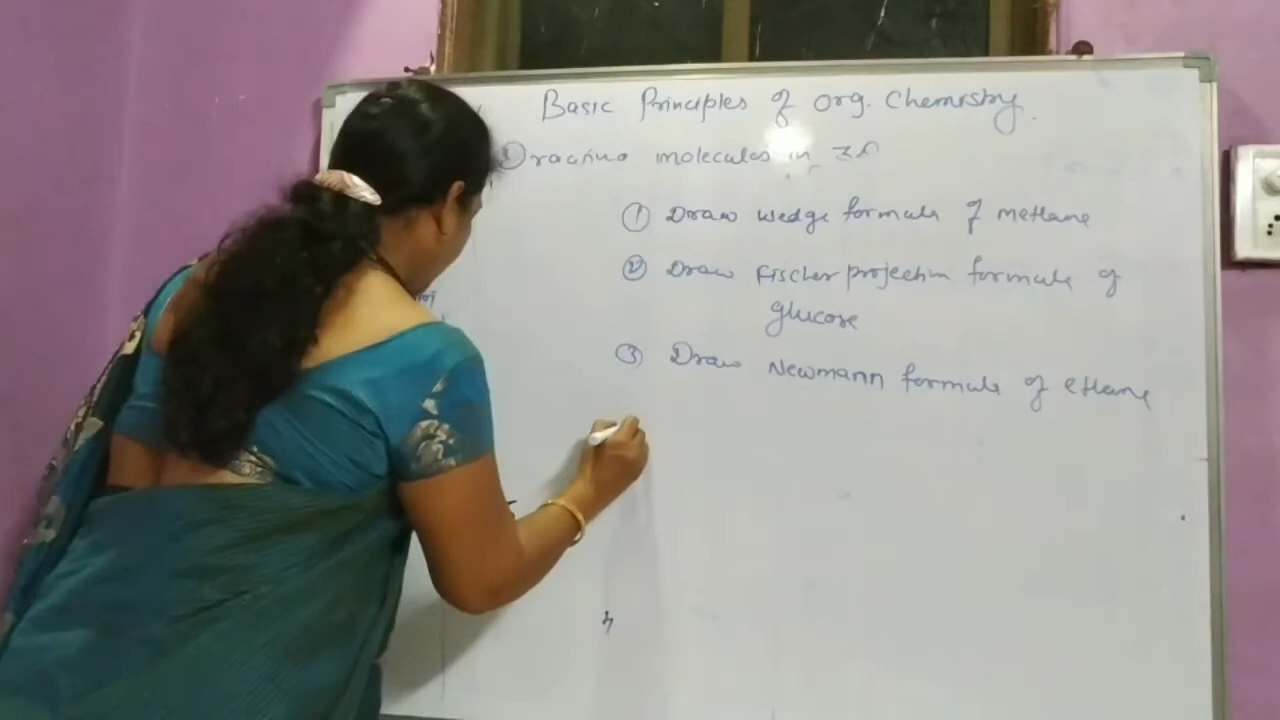 Basic Principles of Org. Chemistry.
Drawing molecules in 3D
① Draw wedge formula of methane
② Draw Fischer projection formula of
glucose
③ Draw Newmann formula of ethane